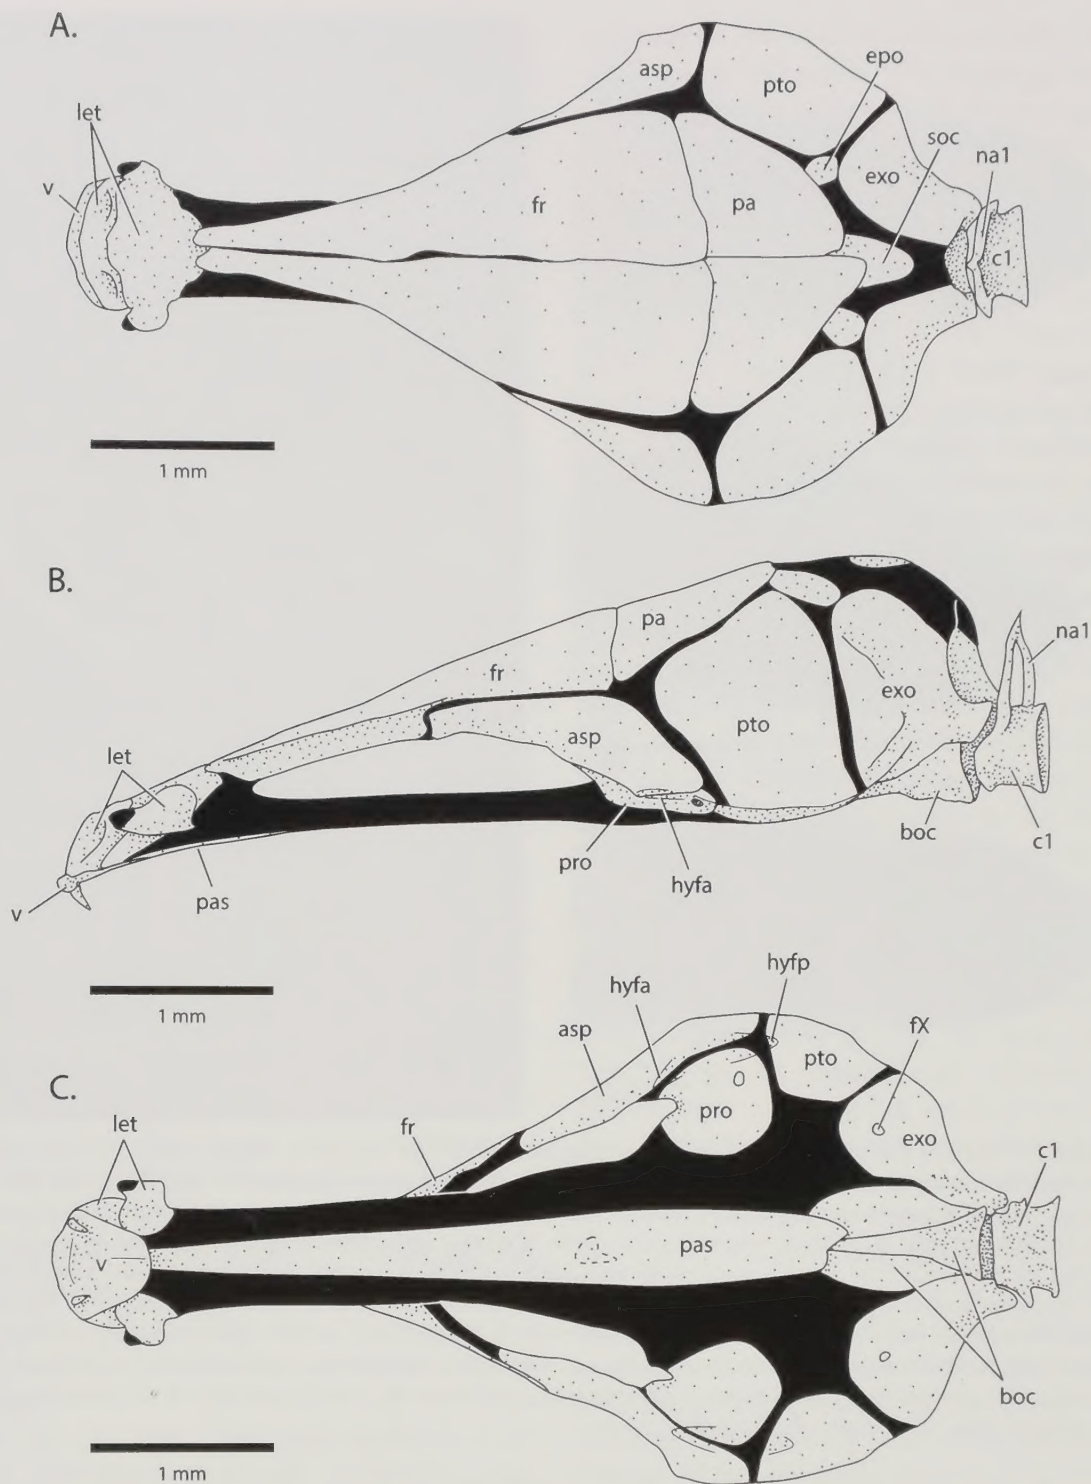 A.
epo
asp
pto
let
soc
na1
v
exo
fr
pa
c1
1 mm
B.
na1
pa
fr
exo
pto
asp
let
boc
c1
pro
hyfa
pas
v
1 mm
hyfp
hyfa
fX
asp
C.
pto
let
fr
pro
exo
c1
v
pas
boc
1 mm